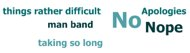 things rather difficult
man band
taking so long
No
Apologies
Nope